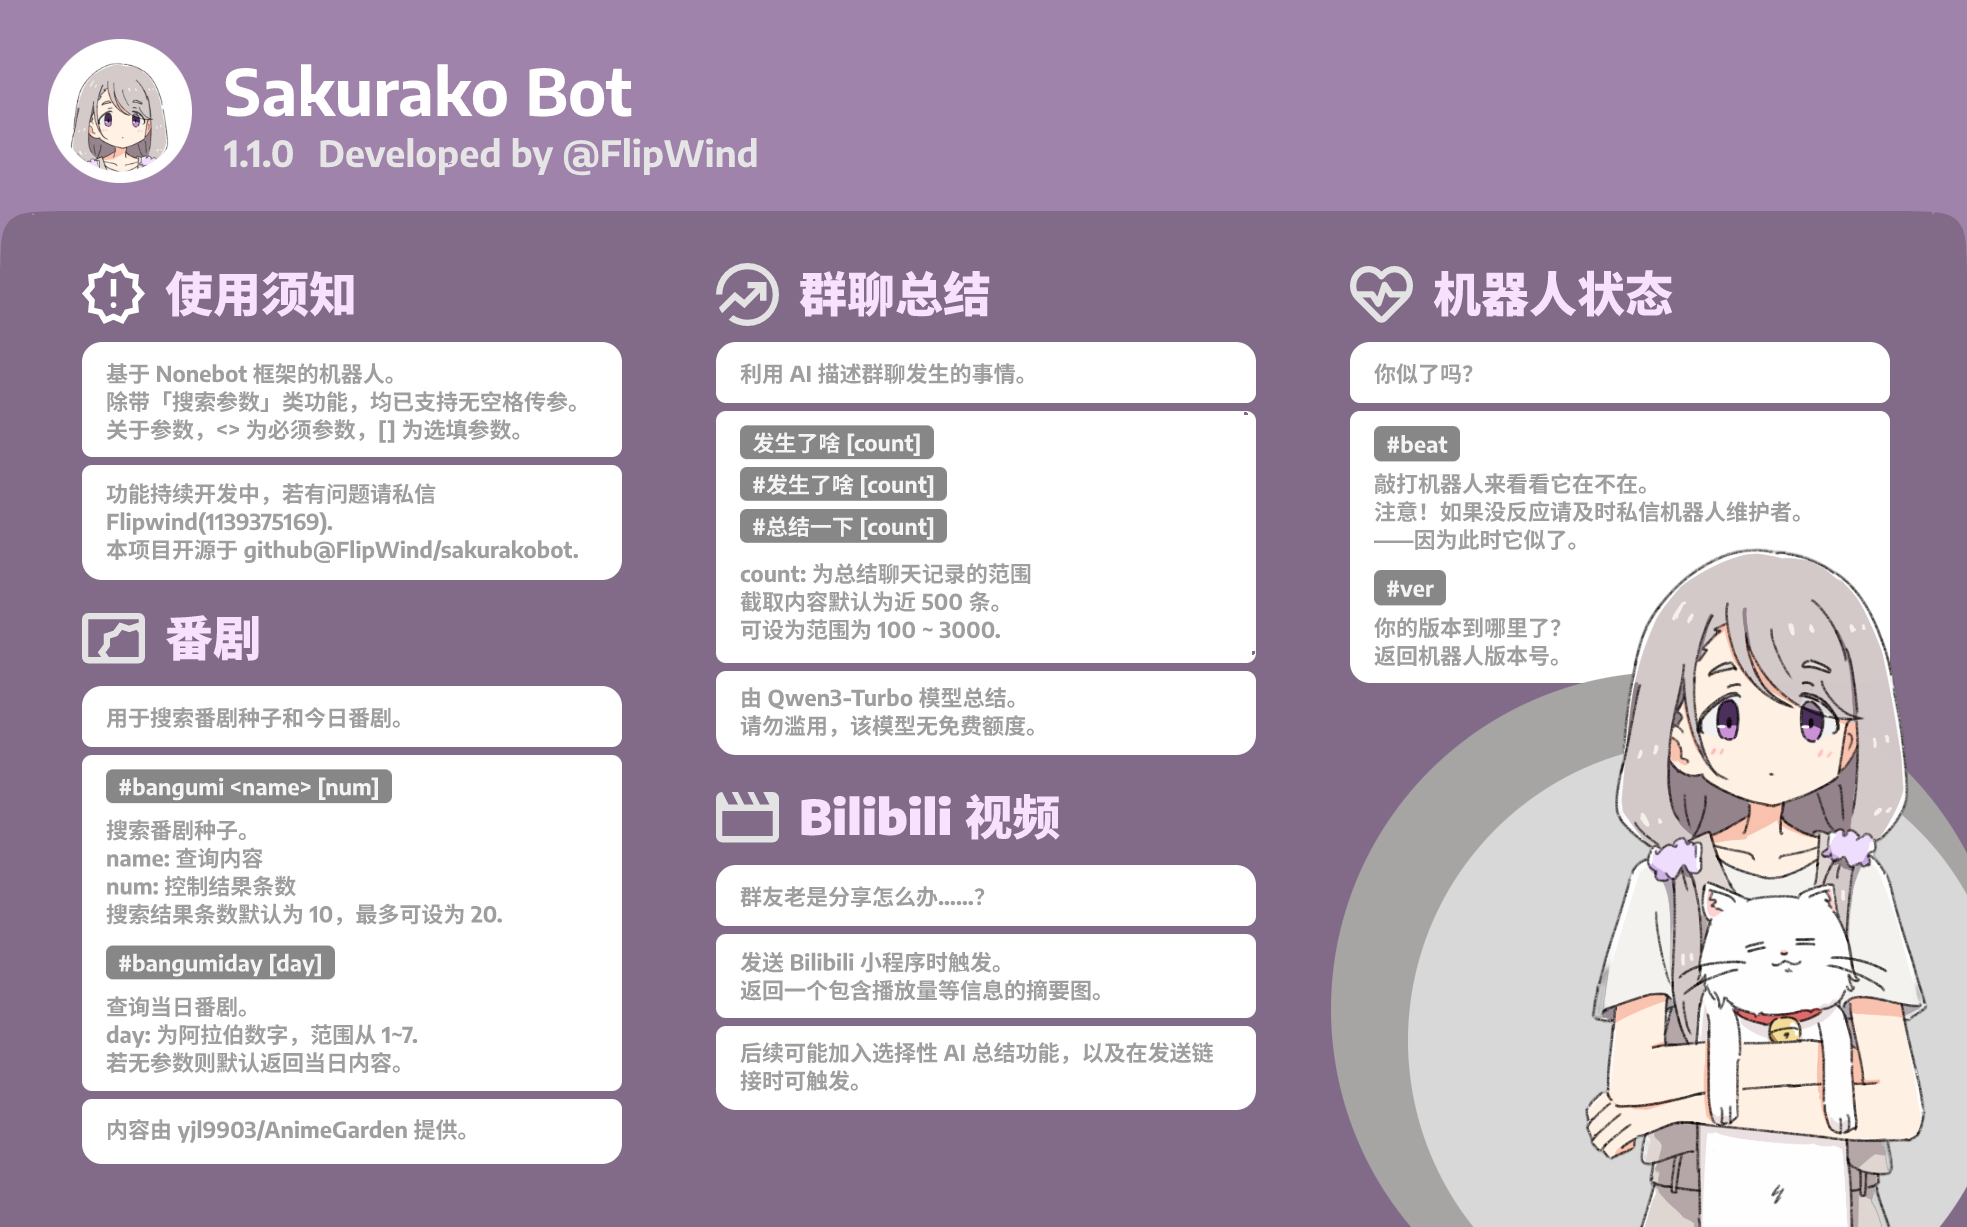 Sakurako Bot
1.1.0 Developed by @FlipWind
使用须知
基于 Nonebot 框架的机器人。
除带「搜索参数」类功能，均已支持无空格传参。
关于参数，<> 为必须参数，[] 为选填参数。
功能持续开发中，若有问题请私信
Flipwind(1139375169).
本项目开源于 github@FlipWind/sakurakobot.
番剧
用于搜索番剧种子和今日番剧。
#bangumi <name> [num]
搜索番剧种子。
name: 查询内容
num: 控制结果条数
搜索结果条数默认为 10，最多可设为 20.
#bangumiday [day]
查询当日番剧。
day: 为阿拉伯数字，范围从 1~7.
若无参数则默认返回当日内容。
内容由 yjl9903/AnimeGarden 提供。
群聊总结
利用 AI 描述群聊发生的事情。
发生了啥 [count]
#发生了啥 [count]
#总结一下 [count]
count: 为总结聊天记录的范围
截取内容默认为近 500 条。
可设为范围为 100 ~ 3000.
由 Qwen3-Turbo 模型总结。
请勿滥用，该模型无免费额度。
Bilibili 视频
群友老是分享怎么办......？
发送 Bilibili 小程序时触发。
返回一个包含播放量等信息的摘要图。
后续可能加入选择性 AI 总结功能，以及在发送链
接时可触发。
机器人状态
你似了吗？
#beat
敲打机器人来看看它在不在。
注意！如果没反应请及时私信机器人维护者。
——因为此时它似了。
#ver
你的版本到哪里了？
返回机器人版本号。